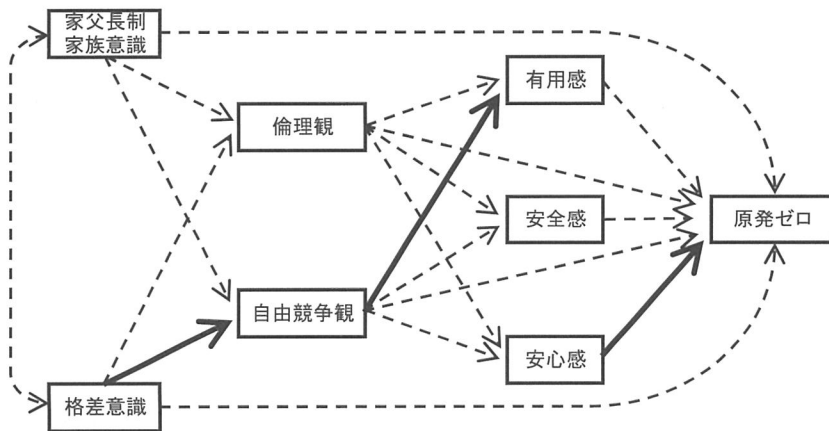 家父長制
家族意識
有用感
倫理観
安全感
原発ゼロ
自由競争観
安心感
格差意識